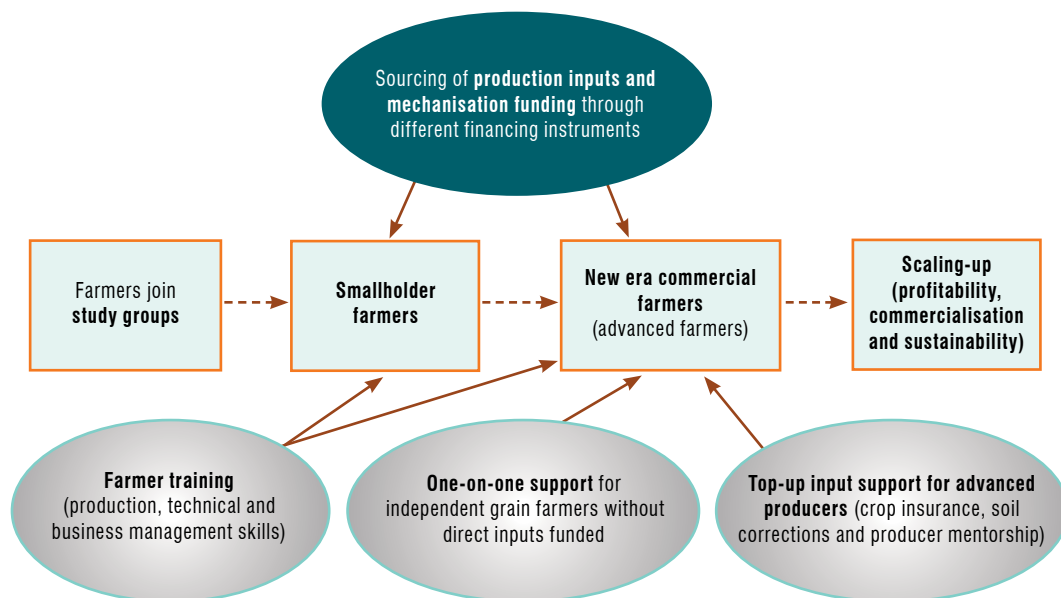 Sourcing of production inputs and
mechanisation funding through
different financing instruments
Farmers join
study groups
Smallholder
farmers
New era commercial
farmers
(advanced farmers)
Scaling-up
(profitability,
commercialisation
and sustainability)
Farmer training
(production, technical and
business management skills)
One-on-one support for
independent grain farmers without
direct inputs funded
Top-up input support for advanced
producers (crop insurance, soil
corrections and producer mentorship)